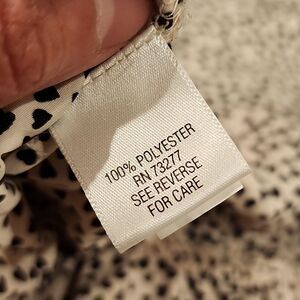 100% POLYESTER
RN 73277
SEE REVERSE
FOR CARE